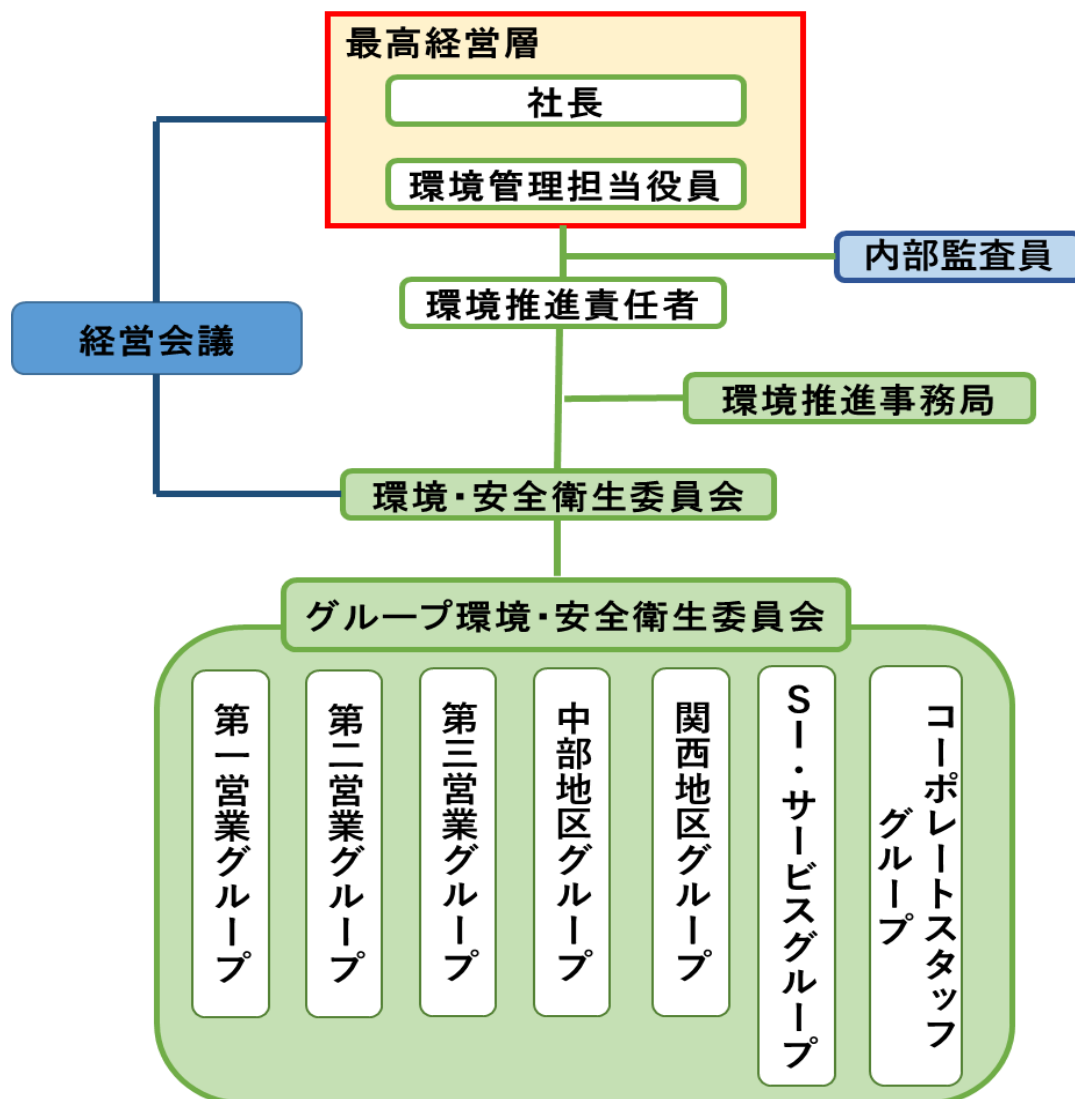 最高経営層
社長
環境管理担当役員
内部監査員
環境推進責任者
経営会議
環境推進事務局
環境・安全衛生委員会
グループ環境・安全衛生委員会
第一営業グループ
第二営業グループ
第三営業グループ
中部地区グループ
関西地区グループ
SI・サービスグループ
コーポレートスタッフ
グループ